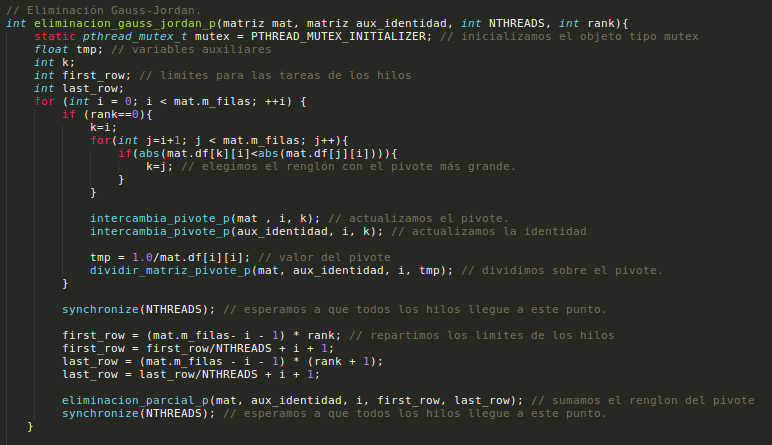 // Eliminación Gauss-Jordan.
int eliminacion_gauss_jordan_p(matriz mat, matriz aux_identidad, int NTHREADS, int rank){
static pthread_mutex_t mutex = PTHREAD_MUTEX_INITIALIZER; // inicializamos el objeto tipo mutex
float tmp; // variables auxiliares
int k;
int first_row; // limites para las tareas de los hilos
int last_row;
for (int i = 0; i < mat.m_filas; ++i) {
if (rank==0){
k=i;
for(int j=i+1; j < mat.m_filas; j++){
if(abs(mat.df[k][i]<abs(mat.df[j][i]))){
k=j; // elegimos el renglón con el pivote más grande.
}
}
intercambia_pivote_p(mat , i, k); // actualizamos el pivote.
intercambia_pivote_p(aux_identidad, i, k); // actualizamos la identidad
tmp = 1.0/mat.df[i][i]; // valor del pivote
dividir_matriz_pivote_p(mat, aux_identidad, i, tmp); // dividimos sobre el pivote.
}
synchronize(NTHREADS); // esperamos a que todos los hilos llegue a este punto.
first_row = (mat.m_filas- i - 1) * rank; // repartimos los limites de los hilos
first_row = first_row/NTHREADS + i + 1;
last_row = (mat.m_filas - i - 1) * (rank + 1);
last_row = last_row/NTHREADS + i + 1;
eliminacion_parcial_p(mat, aux_identidad, i, first_row, last_row); // sumamos el renglon del pivote
synchronize(NTHREADS); // esperamos a que todos los hilos llegue a este punto.
}